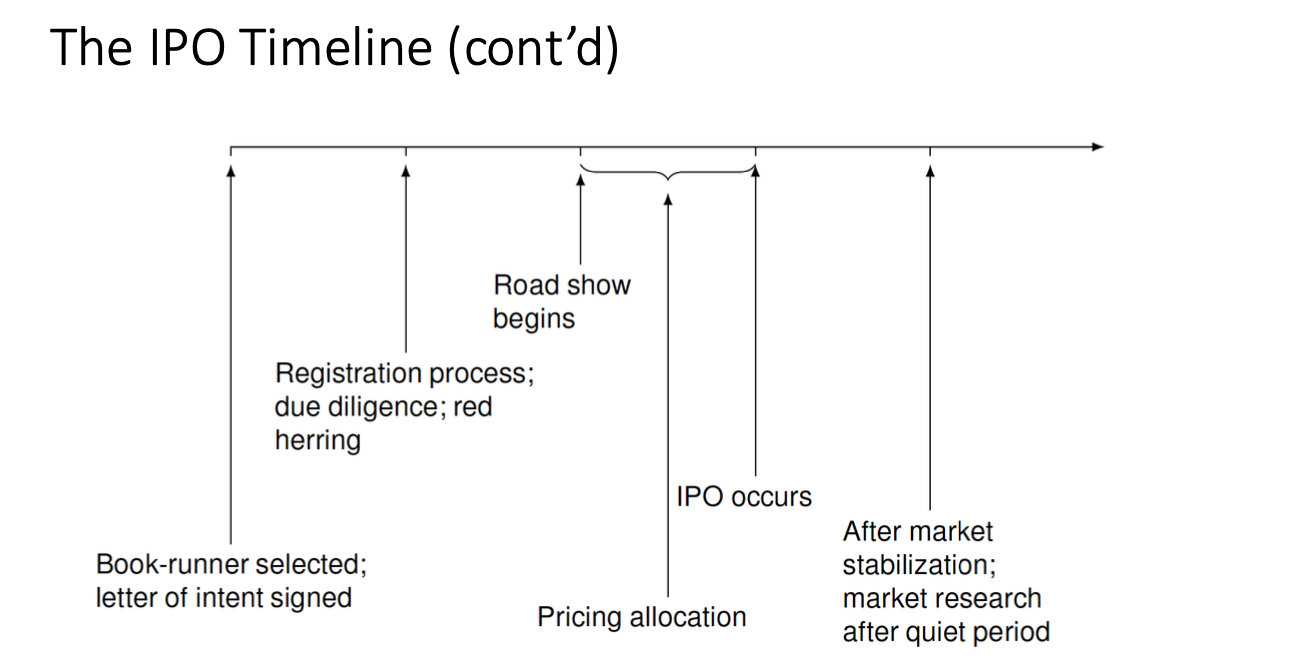 The IPO Timeline (cont’d)
Road show
begins
Registration process;
due diligence; red
herring
IPO occurs
After market
stabilization;
market research
after quiet period
Book-runner selected;
letter of intent signed
Pricing allocation